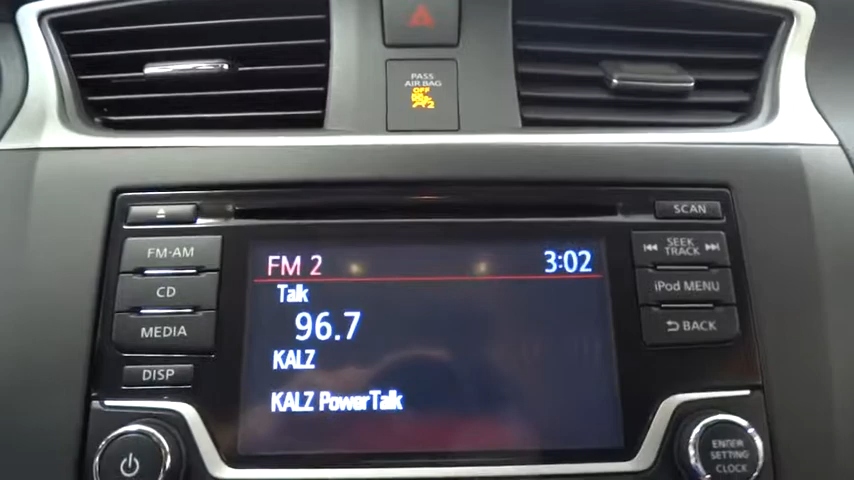 PASS
AIR BAG
OFF
2
SCAN
FM·AM
SEEK
TRACK
CD
iPod MENU
MEDIA
BACK
DISP
FM 2 3:02
Talk
96.7
KALZ
KALZ PowerTalk
ENTER
SETTING
CLOCK